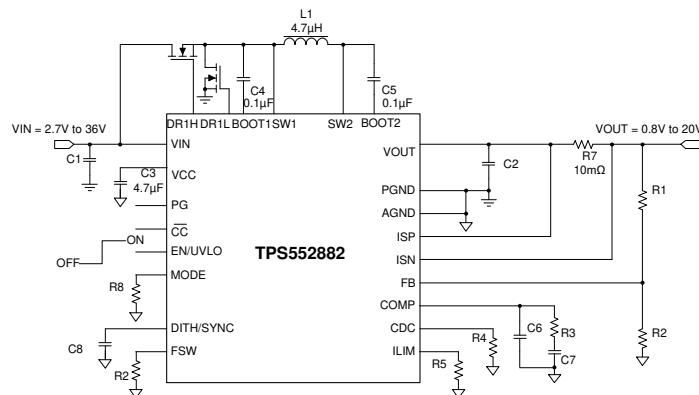 L1
4.7µH
C4
0.1µF
C5
0.1µF
DR1H DR1L BOOT1 SW1 SW2 BOOT2
VIN = 2.7V to 36V
VOUT = 0.8V to 20V
C1
VIN
VOUT
R7
10mΩ
C2
C3
4.7µF
VCC
PGND
R1
PG
AGND
CC
ISP
ON
OFF
EN/UVLO
TPS552882
ISN
MODE
FB
R8
COMP
DITH/SYNC
CDC
C6
R3
R2
C8
R4
C7
FSW
ILIM
R2
R5